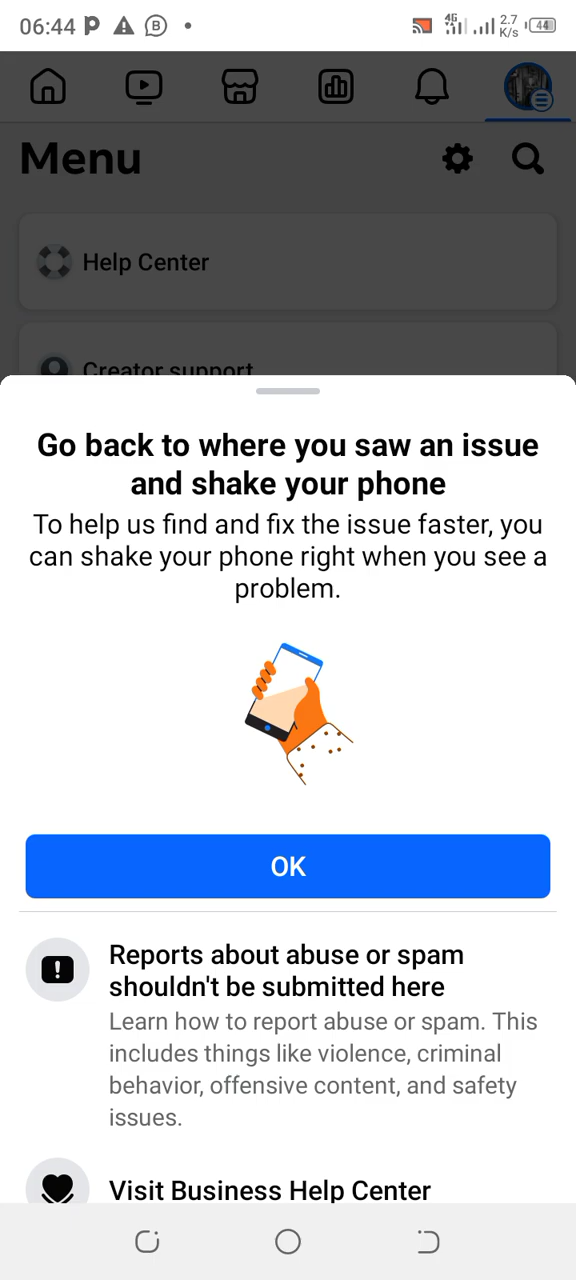 06:44 P B 4G 2.7 K/s 44
Menu
Help Center
Creator support
Go back to where you saw an issue
and shake your phone
To help us find and fix the issue faster, you
can shake your phone right when you see a
problem.
OK
Reports about abuse or spam
shouldn't be submitted here
Learn how to report abuse or spam. This
includes things like violence, criminal
behavior, offensive content, and safety
issues.
Visit Business Help Center